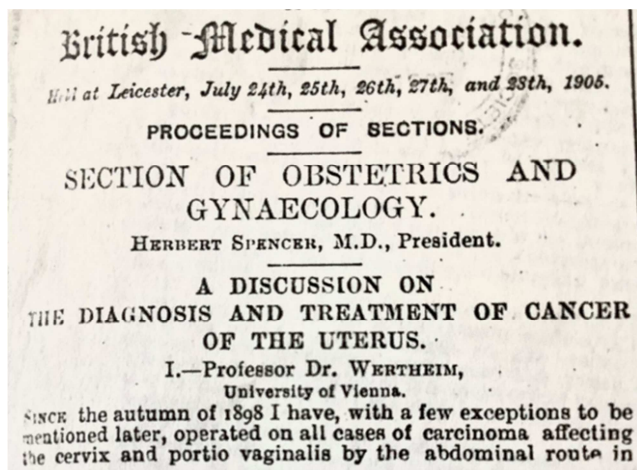 British Medical Association.
Held at Leicester, July 24th, 25th, 26th, 27th, and 28th, 1905.
PROCEEDINGS OF SECTIONS.
SECTION OF OBSTETRICS AND
GYNAECOLOGY.
HERBERT SPENCER, M.D., President.
A DISCUSSION ON
THE DIAGNOSIS AND TREATMENT OF CANCER
OF THE UTERUS.
I.—Professor Dr. WERTHEIM,
University of Vienna.
SINCE the autumn of 1898 I have, with a few exceptions to be
mentioned later, operated on all cases of carcinoma affecting
the cervix and portio vaginalis by the abdominal route in